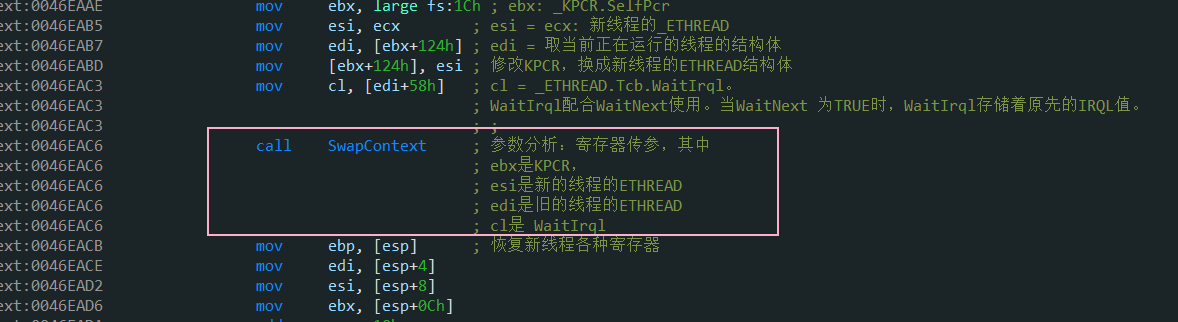 ext:0046EAAE mov ebx, large fs:1Ch ; ebx: _KPCR.SelfPcr
ext:0046EAB5 mov esi, ecx ; esi = ecx: 新线程的_ETHREAD
ext:0046EAB7 mov edi, [ebx+124h] ; edi = 取当前正在运行的线程的结构体
ext:0046EABD mov [ebx+124h], esi ; 修改KPCR，换成新线程的ETHREAD结构体
ext:0046EAC3 mov cl, [edi+58h] ; cl = _ETHREAD.Tcb.WaitIrql。
ext:0046EAC3 ; WaitIrql配合WaitNext使用。当WaitNext 为TRUE时，WaitIrql存储着原先的IRQL值。
ext:0046EAC3 ; ;
ext:0046EAC6 call SwapContext ; 参数分析：寄存器传参，其中
ext:0046EAC6 ; ebx是KPCR，
ext:0046EAC6 ; esi是新的线程的ETHREAD
ext:0046EAC6 ; edi是旧的线程的ETHREAD
ext:0046EAC6 ; cl是 WaitIrql
ext:0046EACB mov ebp, [esp] ; 恢复新线程各种寄存器
ext:0046EACE mov edi, [esp+4]
ext:0046EAD2 mov esi, [esp+8]
ext:0046EAD6 mov ebx, [esp+0Ch]